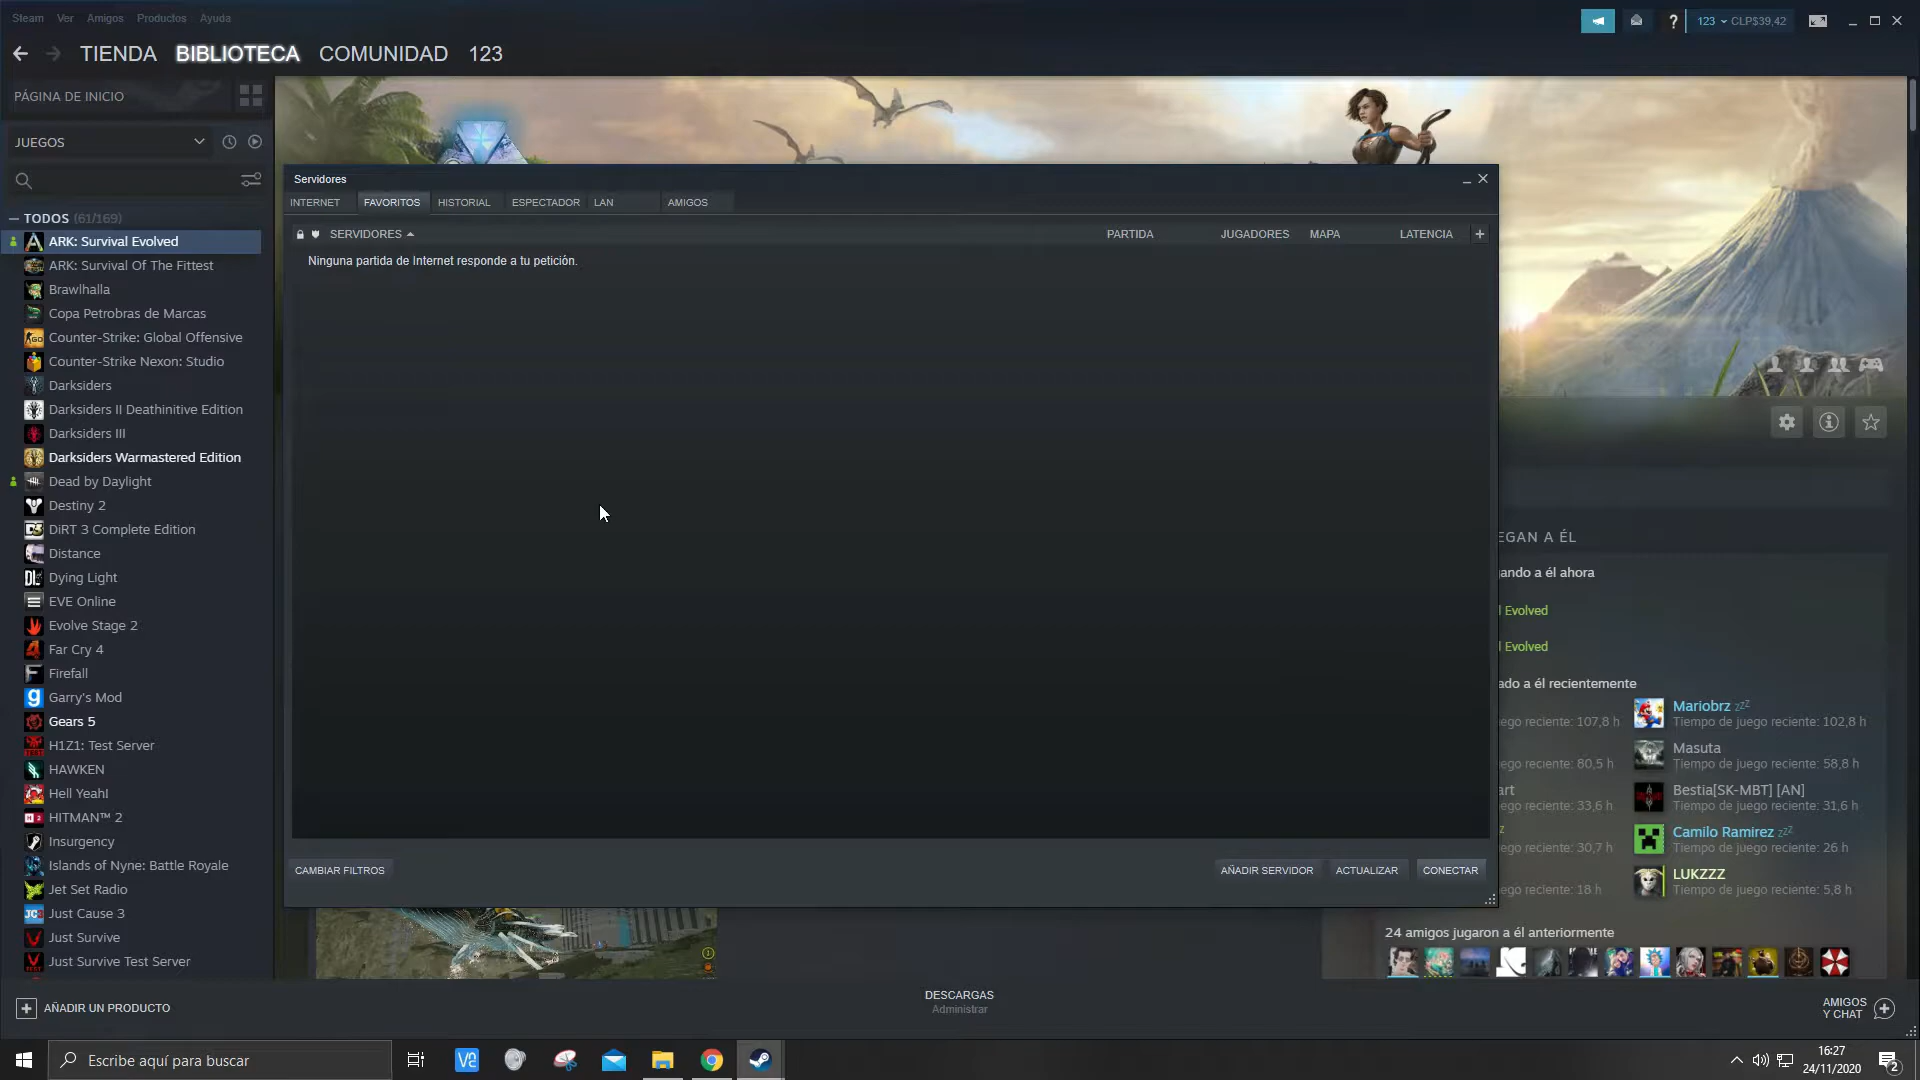 Steam Ver Amigos Productos Ayuda
123 CLP$39,42
TIENDA BIBLIOTECA COMUNIDAD 123
PÁGINA DE INICIO
JUEGOS
TODOS (61/169)
ARK: Survival Evolved
ARK: Survival Of The Fittest
Brawlhalla
Copa Petrobras de Marcas
Counter-Strike: Global Offensive
Counter-Strike Nexon: Studio
Darksiders
Darksiders II Deathinitive Edition
Darksiders III
Darksiders Warmastered Edition
Dead by Daylight
Destiny 2
DiRT 3 Complete Edition
Distance
Dying Light
EVE Online
Evolve Stage 2
Far Cry 4
Firefall
Garry's Mod
Gears 5
H1Z1: Test Server
HAWKEN
Hell Yeah!
HITMAN™ 2
Insurgency
Islands of Nyne: Battle Royale
Jet Set Radio
Just Cause 3
Just Survive
Just Survive Test Server
AÑADIR UN PRODUCTO
Servidores
INTERNET FAVORITOS HISTORIAL ESPECTADOR LAN AMIGOS
SERVIDORES PARTIDA JUGADORES MAPA LATENCIA
Ninguna partida de Internet responde a tu petición.
CAMBIAR FILTROS AÑADIR SERVIDOR ACTUALIZAR CONECTAR
EGAN A ÉL
gando a él ahora
l Evolved
l Evolved
ado a él recientemente
Mariobrz zzZ
ego reciente: 107,8 h Tiempo de juego reciente: 102,8 h
Masuta
ego reciente: 80,5 h Tiempo de juego reciente: 58,8 h
art Bestia[SK-MBT] [AN]
ego reciente: 33,6 h Tiempo de juego reciente: 31,6 h
z Camilo Ramirez zzZ
ego reciente: 30,7 h Tiempo de juego reciente: 26 h
LUKZZZ
ego reciente: 18 h Tiempo de juego reciente: 5,8 h
24 amigos jugaron a él anteriormente
DESCARGAS
Administrar
AMIGOS
Y CHAT
Escribe aquí para buscar
16:27
24/11/2020
2